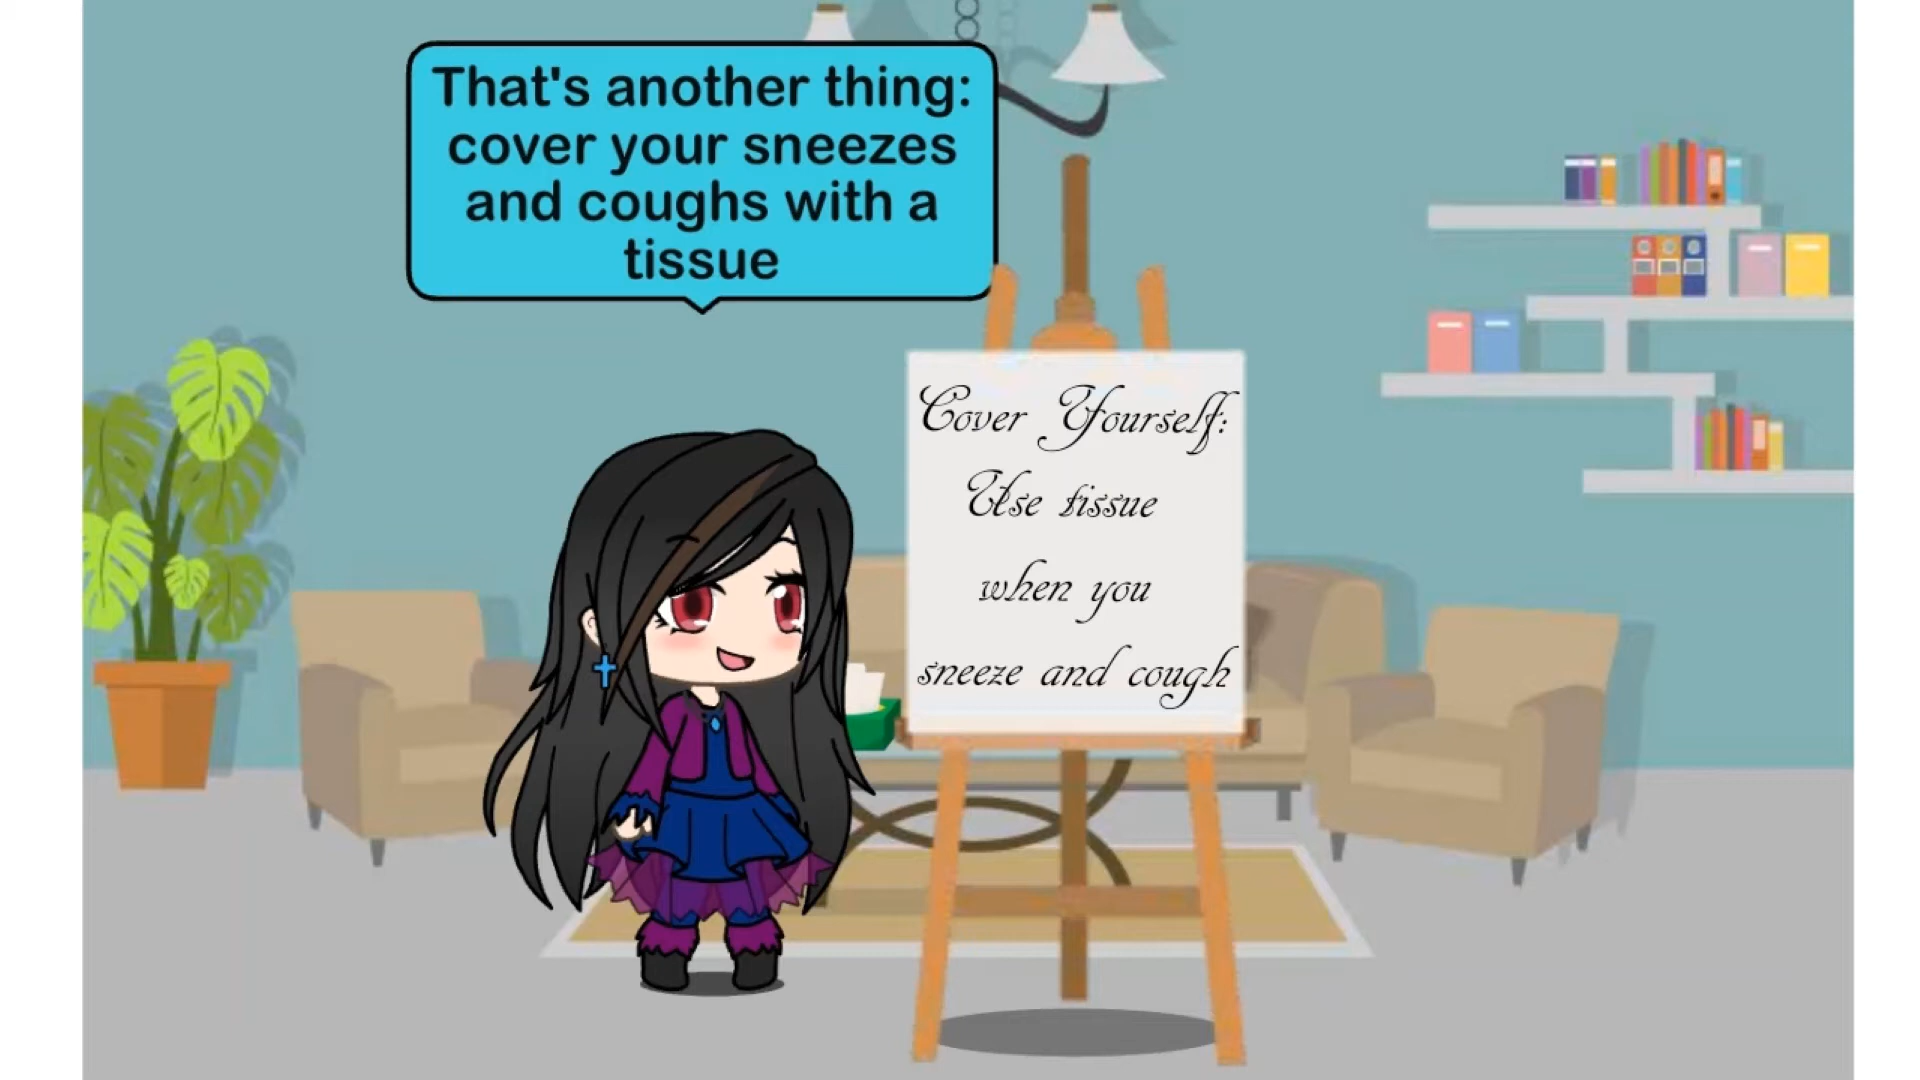 That's another thing:
cover your sneezes
and coughs with a
tissue
Cover Yourself:
Use tissue
when you
sneeze and cough